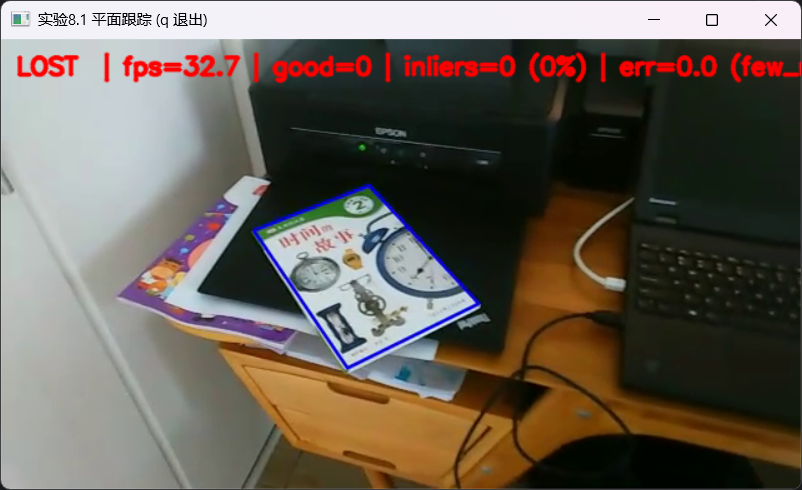 实验8.1 平面跟踪 (q 退出)
LOST | fps=32.7 | good=0 | inliers=0 (0%) | err=0.0 (few_
EPSON
EPSON
2
时间的
故事